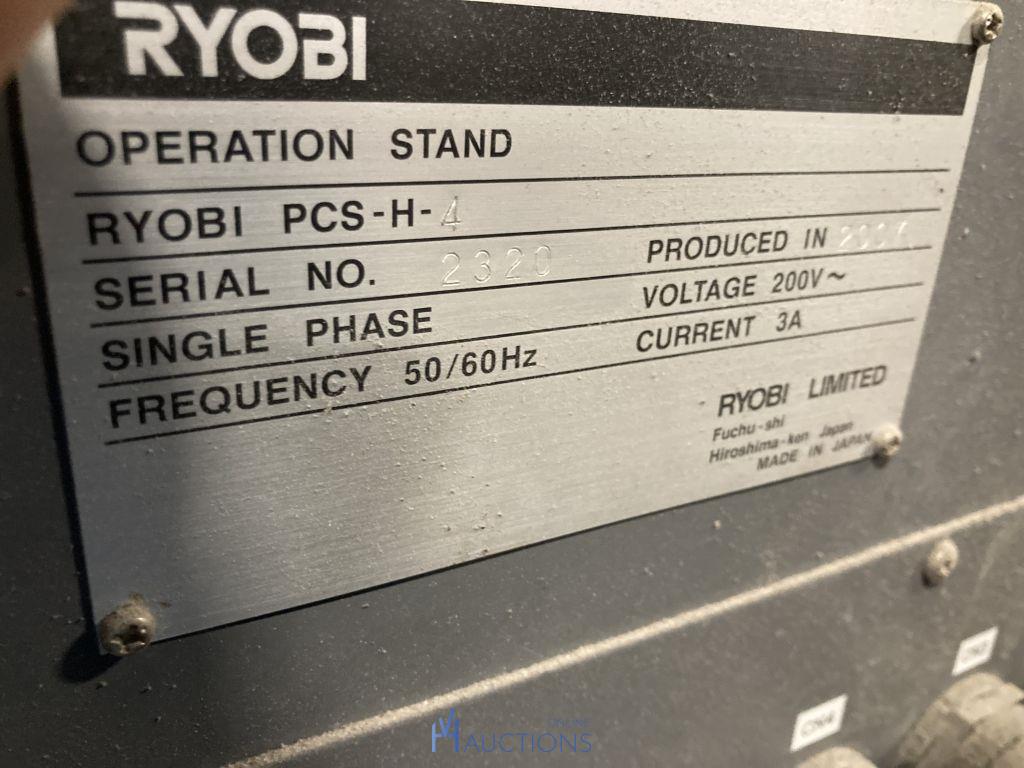 RYOBI
OPERATION STAND
RYOBI PCS-H-4
SERIAL NO. 2320
PRODUCED IN
SINGLE PHASE
VOLTAGE 200V~
FREQUENCY 50/60Hz
CURRENT 3A
RYOBI LIMITED
Fuchu-shi
Hiroshima-ken Japan
MADE IN JAPAN
ONLINE
AUCTIONS